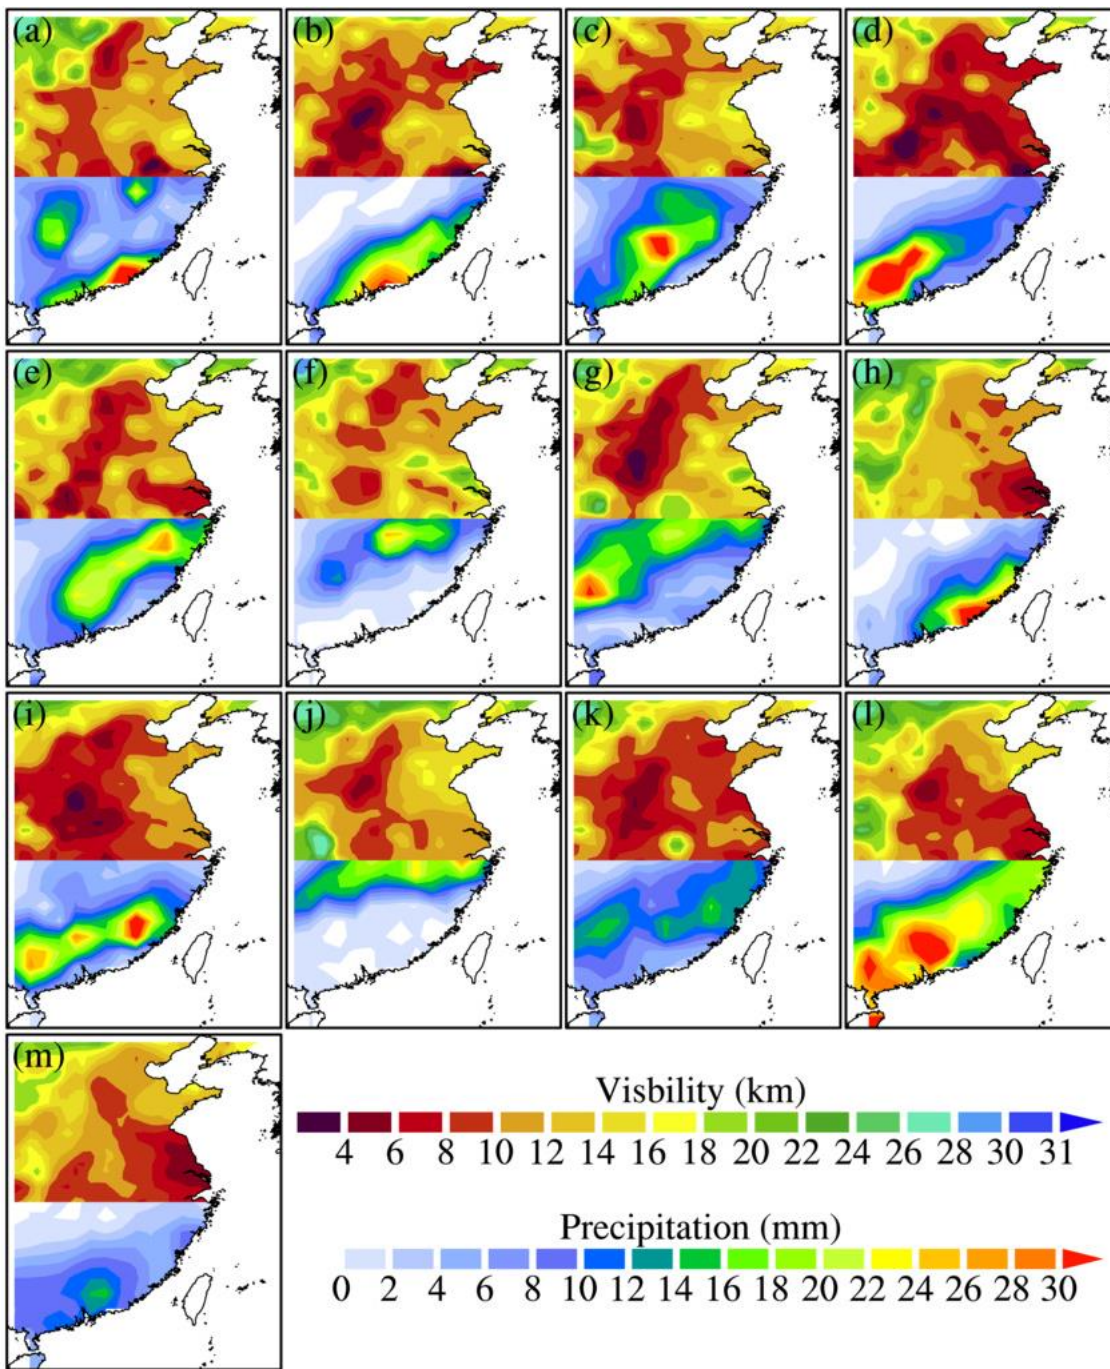 (a) (b) (c) (d)
(e) (f) (g) (h)
(i) (j) (k) (l)
(m)
Visbility (km)
4 6 8 10 12 14 16 18 20 22 24 26 28 30 31
Precipitation (mm)
0 2 4 6 8 10 12 14 16 18 20 22 24 26 28 30